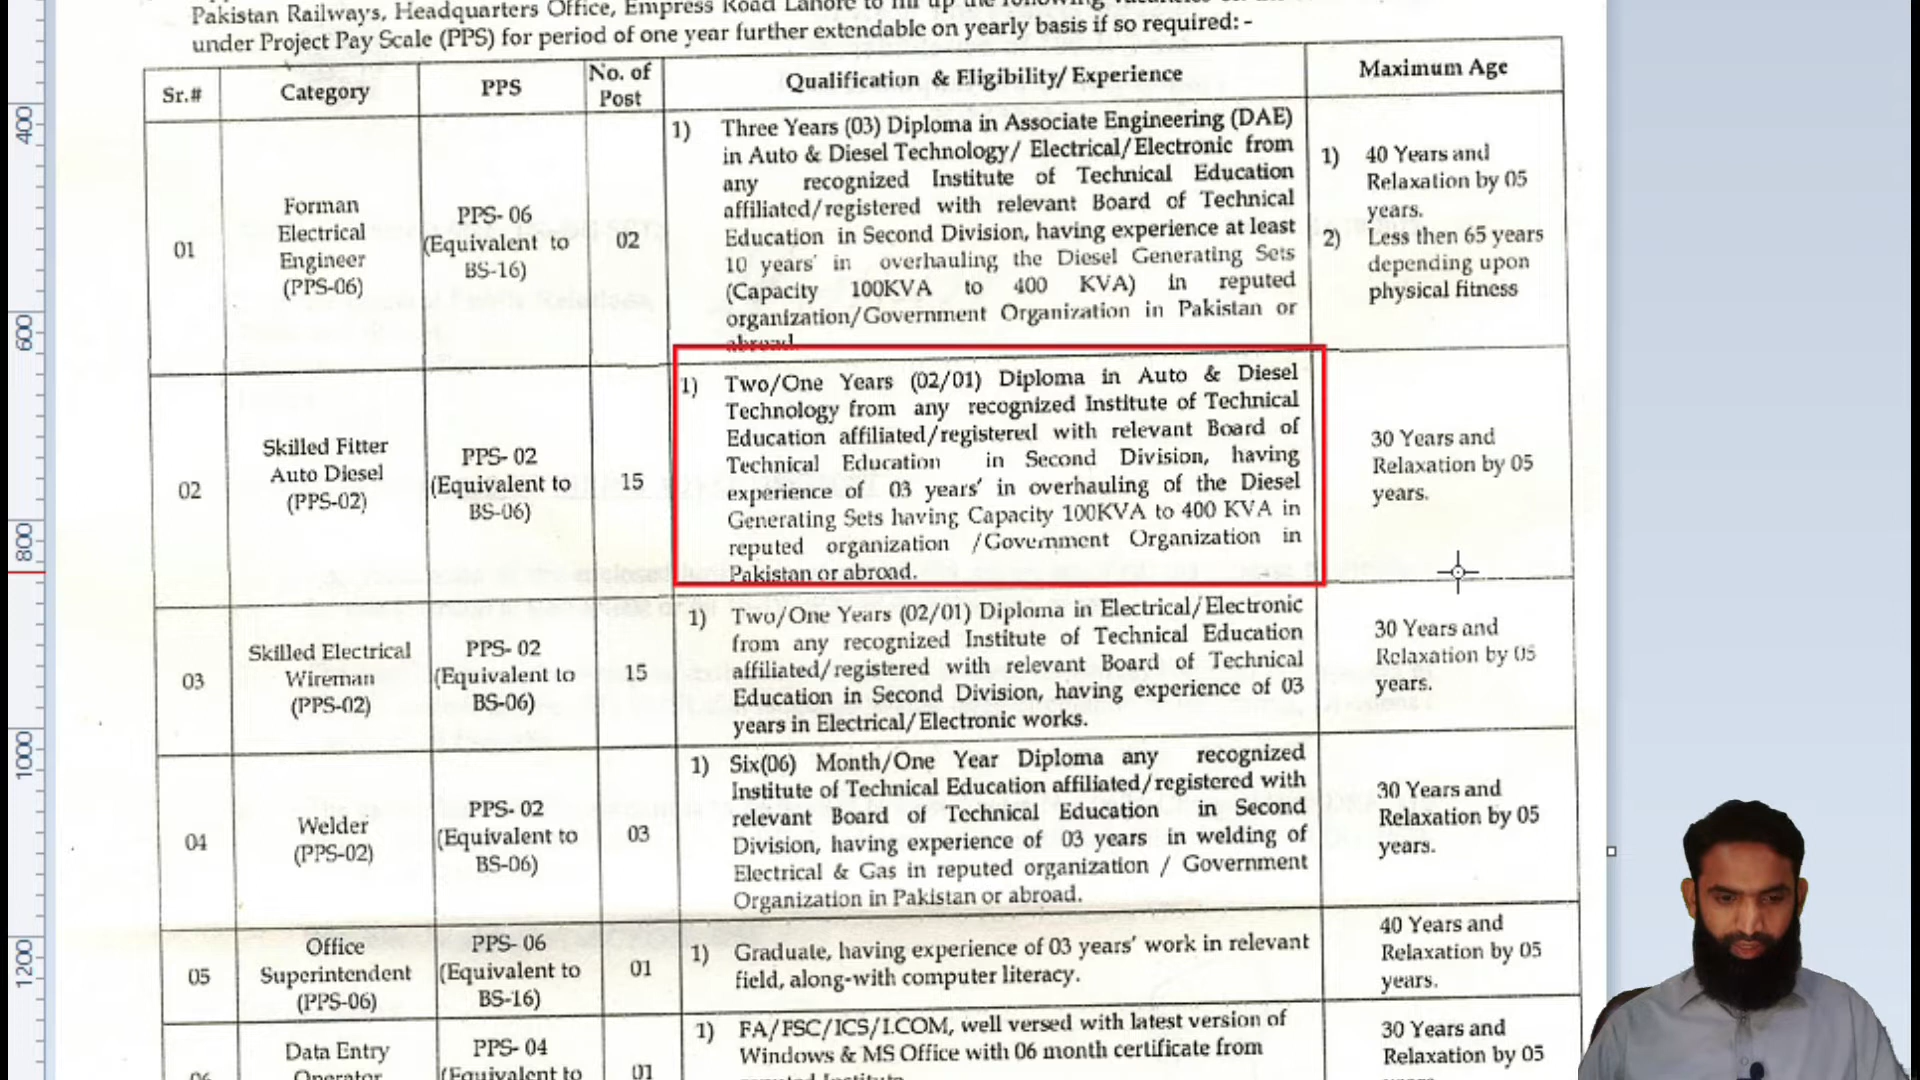 Pakistan Railways, Headquarters Office, Empress Road Lahore to fill up the following vacancies on the
under Project Pay Scale (PPS) for period of one year further extendable on yearly basis if so required: -
Sr.#
Category
PPS
No. of
Post
Qualification & Eligibility/ Experience
Maximum Age
01
Forman
Electrical
Engineer
(PPS-06)
PPS- 06
(Equivalent to
BS-16)
02
1) Three Years (03) Diploma in Associate Engineering (DAE)
in Auto & Diesel Technology/ Electrical/Electronic from
any recognized Institute of Technical Education
affiliated/registered with relevant Board of Technical
Education in Second Division, having experience at least
10 years' in overhauling the Diesel Generating Sets
(Capacity 100KVA to 400 KVA) in reputed
organization/Government Organization in Pakistan or
abroad.
1) 40 Years and
Relaxation by 05
years.
2) Less then 65 years
depending upon
physical fitness
02
Skilled Fitter
Auto Diesel
(PPS-02)
PPS- 02
(Equivalent to
BS-06)
15
1) Two/One Years (02/01) Diploma in Auto & Diesel
Technology from any recognized Institute of Technical
Education affiliated/registered with relevant Board of
Technical Education in Second Division, having
experience of 03 years' in overhauling of the Diesel
Generating Sets having Capacity 100KVA to 400 KVA in
reputed organization /Government Organization in
Pakistan or abroad.
30 Years and
Relaxation by 05
years.
03
Skilled Electrical
Wireman
(PPS-02)
PPS- 02
(Equivalent to
BS-06)
15
1) Two/One Years (02/01) Diploma in Electrical/Electronic
from any recognized Institute of Technical Education
affiliated/registered with relevant Board of Technical
Education in Second Division, having experience of 03
years in Electrical/Electronic works.
30 Years and
Relaxation by 05
years.
04
Welder
(PPS-02)
PPS- 02
(Equivalent to
BS-06)
03
1) Six(06) Month/One Year Diploma any recognized
Institute of Technical Education affiliated/registered with
relevant Board of Technical Education in Second
Division, having experience of 03 years in welding of
Electrical & Gas in reputed organization / Government
Organization in Pakistan or abroad.
30 Years and
Relaxation by 05
years.
05
Office
Superintendent
(PPS-06)
PPS- 06
(Equivalent to
BS-16)
01
1) Graduate, having experience of 03 years' work in relevant
field, along-with computer literacy.
40 Years and
Relaxation by 05
years.
06
Data Entry
Operator
PPS- 04
(Equivalent to
01
1) FA/FSC/ICS/I.COM, well versed with latest version of
Windows & MS Office with 06 month certificate from
reputed Institute
30 Years and
Relaxation by 05
years.
400
600
800
1000
1200